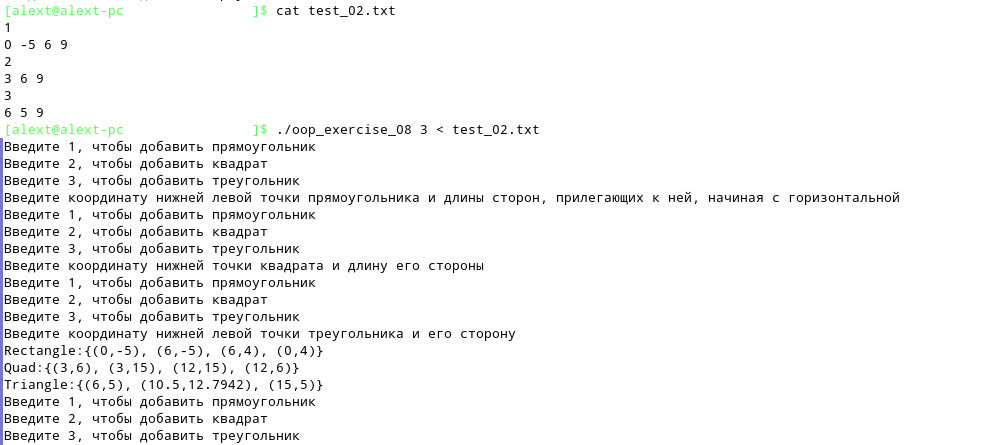 [alext@alext-pc ]$ cat test_02.txt
1
0 -5 6 9
2
3 6 9
3
6 5 9
[alext@alext-pc ]$ ./oop_exercise_08 3 < test_02.txt
Введите 1, чтобы добавить прямоугольник
Введите 2, чтобы добавить квадрат
Введите 3, чтобы добавить треугольник
Введите координату нижней левой точки прямоугольника и длины сторон, прилегающих к ней, начиная с горизонтальной
Введите 1, чтобы добавить прямоугольник
Введите 2, чтобы добавить квадрат
Введите 3, чтобы добавить треугольник
Введите координату нижней точки квадрата и длину его стороны
Введите 1, чтобы добавить прямоугольник
Введите 2, чтобы добавить квадрат
Введите 3, чтобы добавить треугольник
Введите координату нижней левой точки треугольника и его сторону
Rectangle:{(0,-5), (6,-5), (6,4), (0,4)}
Quad:{(3,6), (3,15), (12,15), (12,6)}
Triangle:{(6,5), (10.5,12.7942), (15,5)}
Введите 1, чтобы добавить прямоугольник
Введите 2, чтобы добавить квадрат
Введите 3, чтобы добавить треугольник